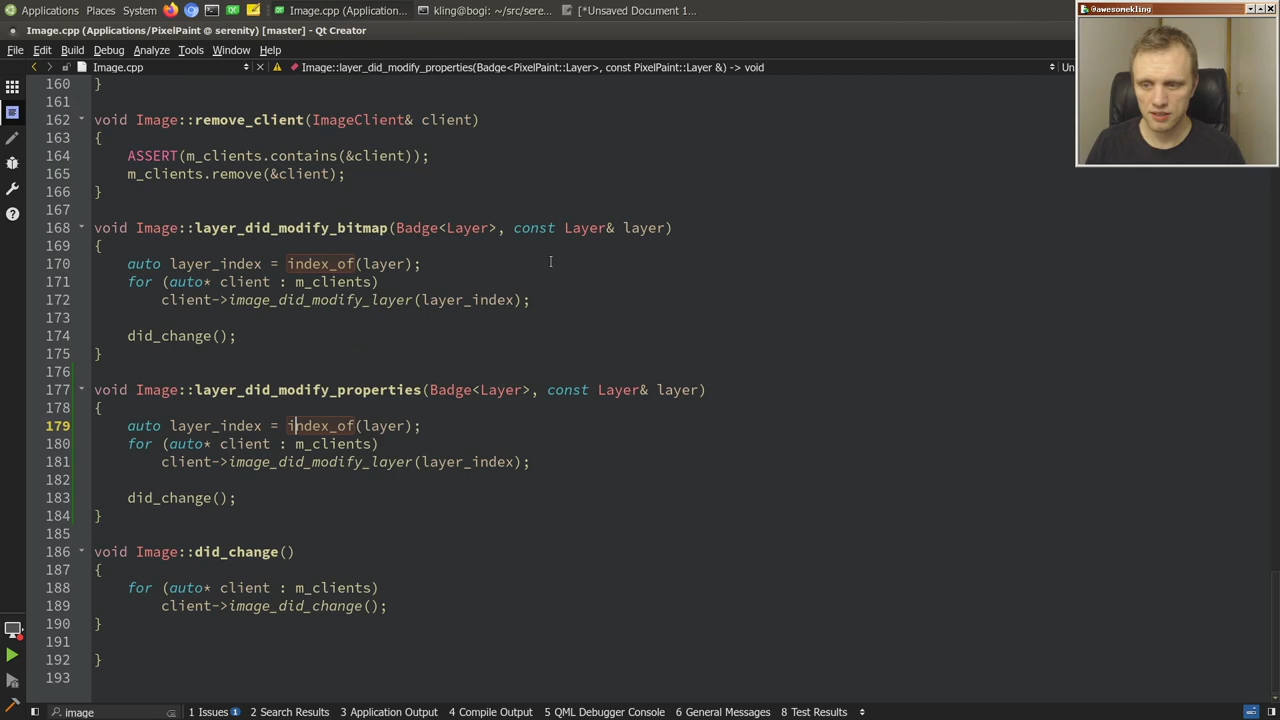 Applications Places System Image.cpp (Application... kling@bogi: ~/src/sere... [*Unsaved Document 1...
@awesomekling
Image.cpp (Applications/PixelPaint @ serenity) [master] - Qt Creator
File Edit Build Debug Analyze Tools Window Help
Image.cpp Image::layer_did_modify_properties(Badge<PixelPaint::Layer>, const PixelPaint::Layer &) -> void Un
160 }
161
162 void Image::remove_client(ImageClient& client)
163 {
164 ASSERT(m_clients.contains(&client));
165 m_clients.remove(&client);
166 }
167
168 void Image::layer_did_modify_bitmap(Badge<Layer>, const Layer& layer)
169 {
170 auto layer_index = index_of(layer);
171 for (auto* client : m_clients)
172 client->image_did_modify_layer(layer_index);
173
174 did_change();
175 }
176
177 void Image::layer_did_modify_properties(Badge<Layer>, const Layer& layer)
178 {
179 auto layer_index = index_of(layer);
180 for (auto* client : m_clients)
181 client->image_did_modify_layer(layer_index);
182
183 did_change();
184 }
185
186 void Image::did_change()
187 {
188 for (auto* client : m_clients)
189 client->image_did_change();
190 }
191
192 }
193
image 1 Issues 1 2 Search Results 3 Application Output 4 Compile Output 5 QML Debugger Console 6 General Messages 8 Test Results